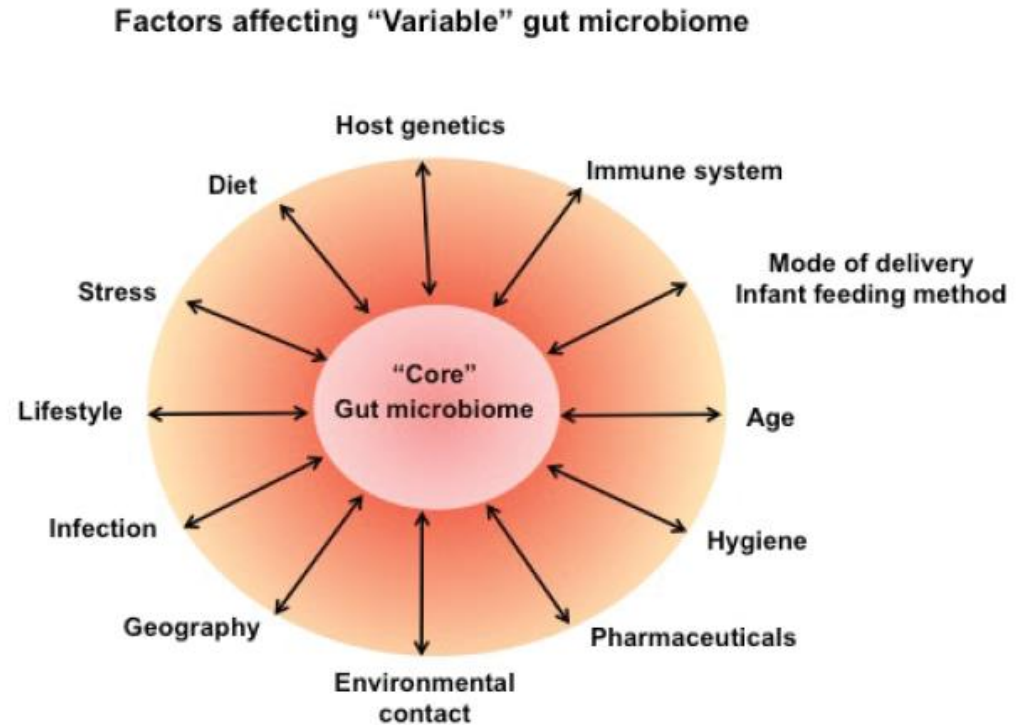 Factors affecting “Variable” gut microbiome
Host genetics
Immune system
Diet
Mode of delivery
Infant feeding method
Stress
“Core”
Gut microbiome
Lifestyle
Age
Infection
Hygiene
Geography
Pharmaceuticals
Environmental
contact